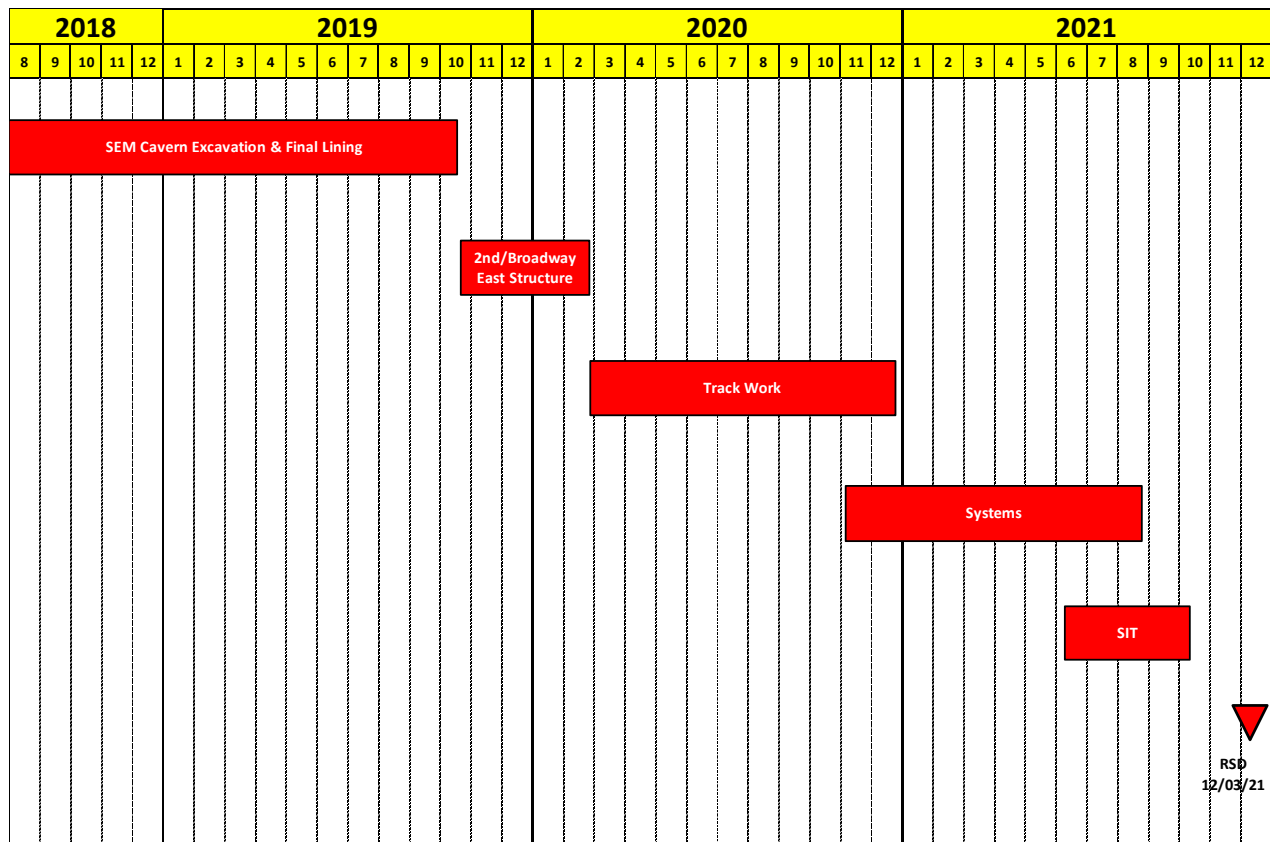 2018 2019 2020 2021
8 9 10 11 12 1 2 3 4 5 6 7 8 9 10 11 12 1 2 3 4 5 6 7 8 9 10 11 12 1 2 3 4 5 6 7 8 9 10 11 12
SEM Cavern Excavation & Final Lining
2nd/Broadway
East Structure
Track Work
Systems
SIT
RSD
12/03/21